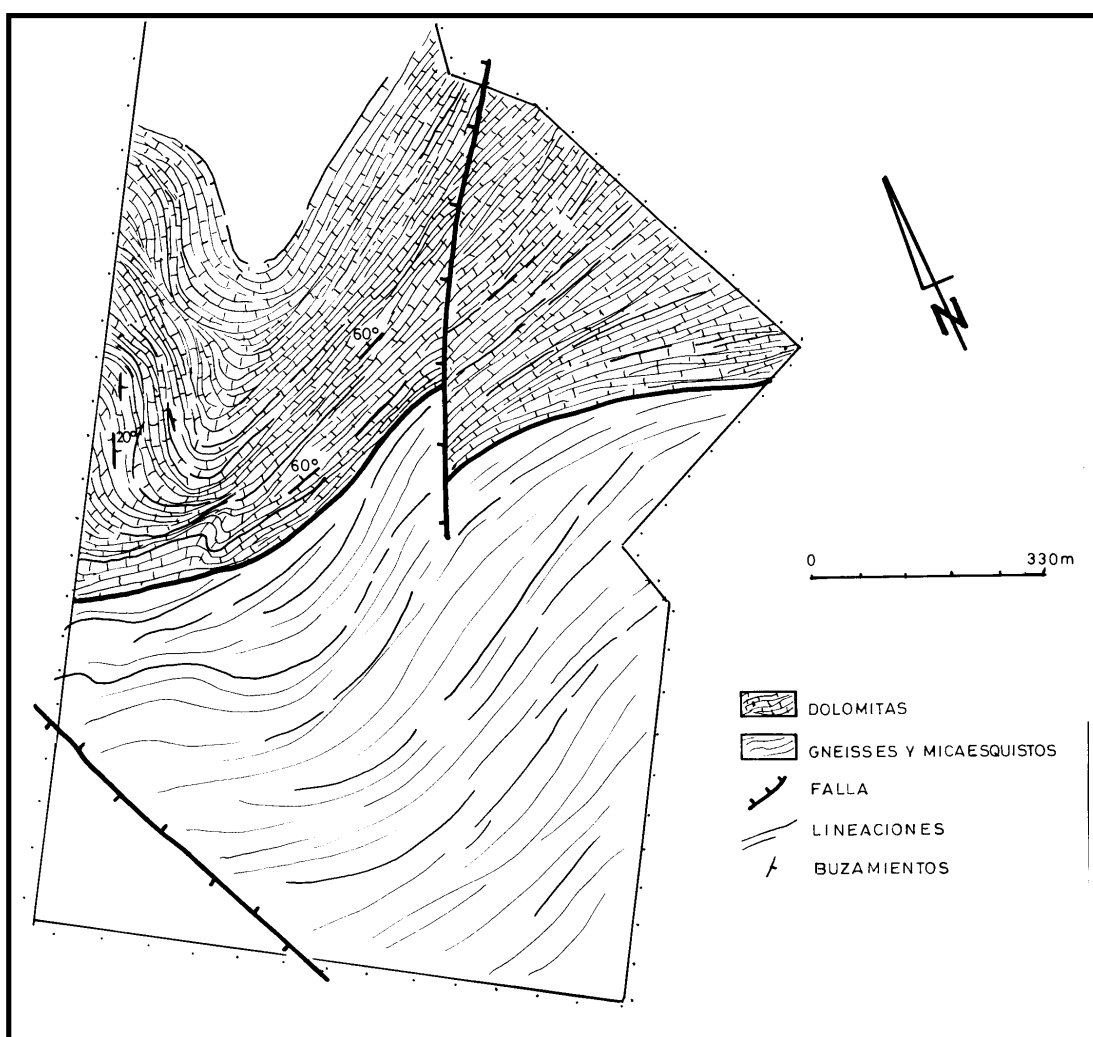 60°
20°
60°
N
0 330m
DOLOMITAS
GNEISSES Y MICAESQUISTOS
FALLA
LINEACIONES
BUZAMIENTOS